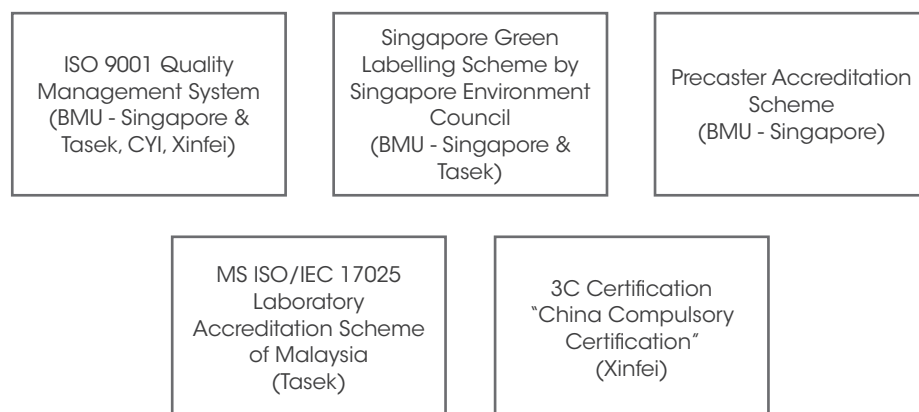 ISO 9001 Quality
Management System
(BMU - Singapore &
Tasek, CYI, Xinfei)
Singapore Green
Labelling Scheme by
Singapore Environment
Council
(BMU - Singapore &
Tasek)
Precaster Accreditation
Scheme
(BMU - Singapore)
MS ISO/IEC 17025
Laboratory
Accreditation Scheme
of Malaysia
(Tasek)
3C Certification
“China Compulsory
Certification”
(Xinfei)